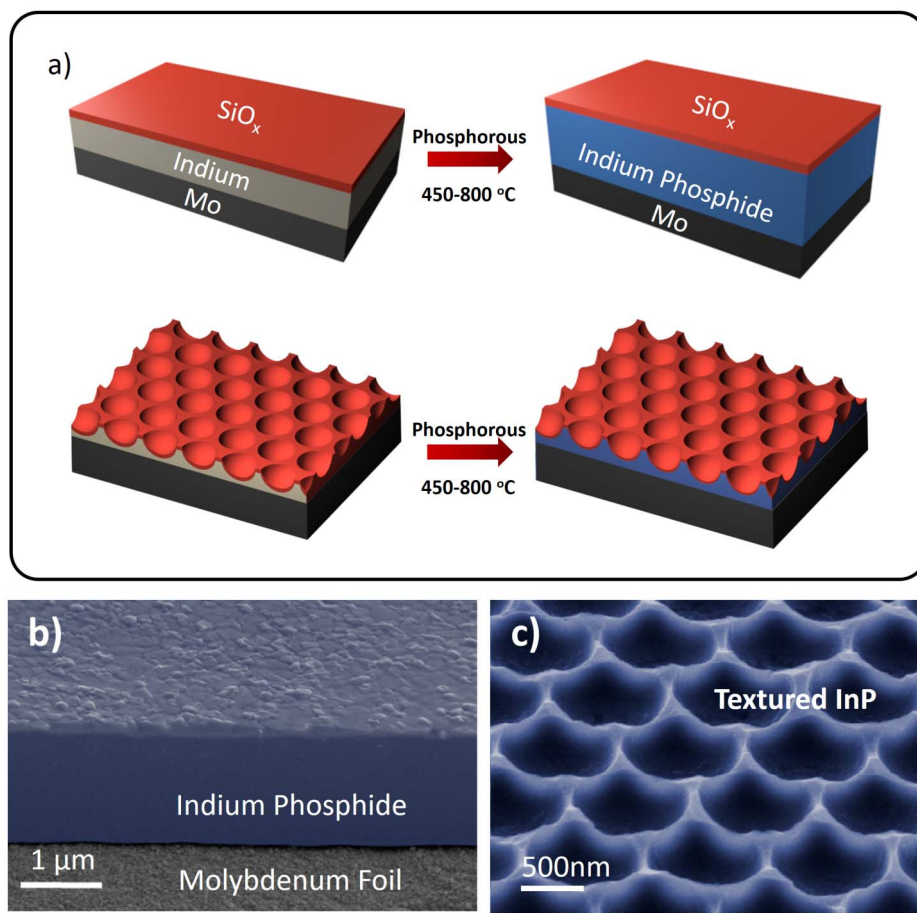 a)
SiOₓ
Indium
Mo
Phosphorous
450-800 °C
SiOₓ
Indium Phosphide
Mo
Phosphorous
450-800 °C
b)
Indium Phosphide
1 µm
Molybdenum Foil
c)
Textured InP
500nm